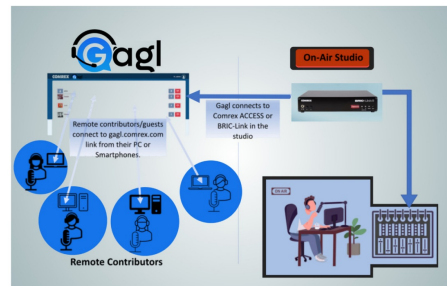 Gagl
On-Air Studio
COMREX
COMREX
Gagl connects to
Comrex ACCESS or
BRIC-Link in the
studio
Remote contributors/guests
connect to gagl.comrex.com
link from their PC or
Smartphones.
ON AIR
Remote Contributors